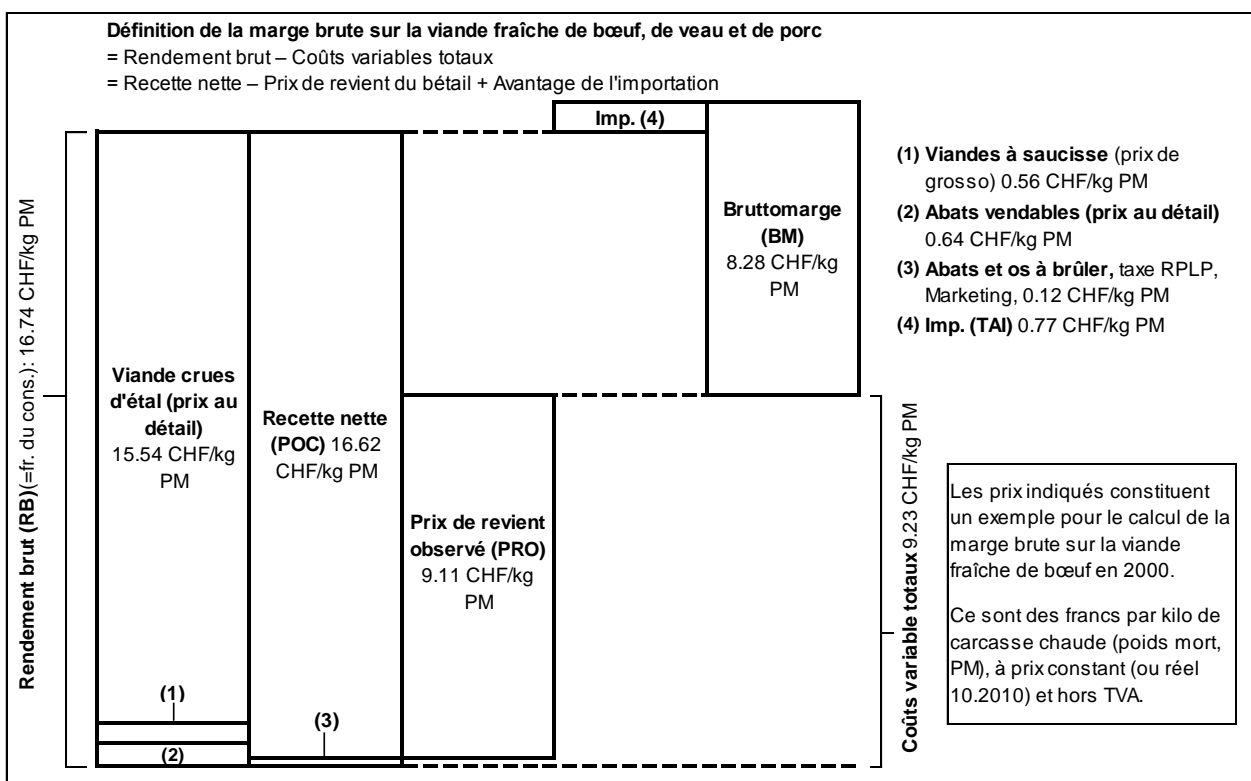 Définition de la marge brute sur la viande fraîche de bœuf, de veau et de porc
= Rendement brut – Coûts variables totaux
= Recette nette – Prix de revient du bétail + Avantage de l'importation
Rendement brut (RB)(=fr. du cons.): 16.74 CHF/kg PM
Viande crues
d'étal (prix au
détail)
15.54 CHF/kg
PM
(1)
(2)
Recette nette
(POC) 16.62
CHF/kg PM
(3)
Prix de revient
observé (PRO)
9.11 CHF/kg
PM
Imp. (4)
Bruttomarge
(BM)
8.28 CHF/kg
PM
Coûts variable totaux 9.23 CHF/kg PM
(1) Viandes à saucisse (prix de
grosso) 0.56 CHF/kg PM
(2) Abats vendables (prix au détail)
0.64 CHF/kg PM
(3) Abats et os à brûler, taxe RPLP,
Marketing, 0.12 CHF/kg PM
(4) Imp. (TAI) 0.77 CHF/kg PM
Les prix indiqués constituent
un exemple pour le calcul de la
marge brute sur la viande
fraîche de bœuf en 2000.
Ce sont des francs par kilo de
carcasse chaude (poids mort,
PM), à prix constant (ou réel
10.2010) et hors TVA.